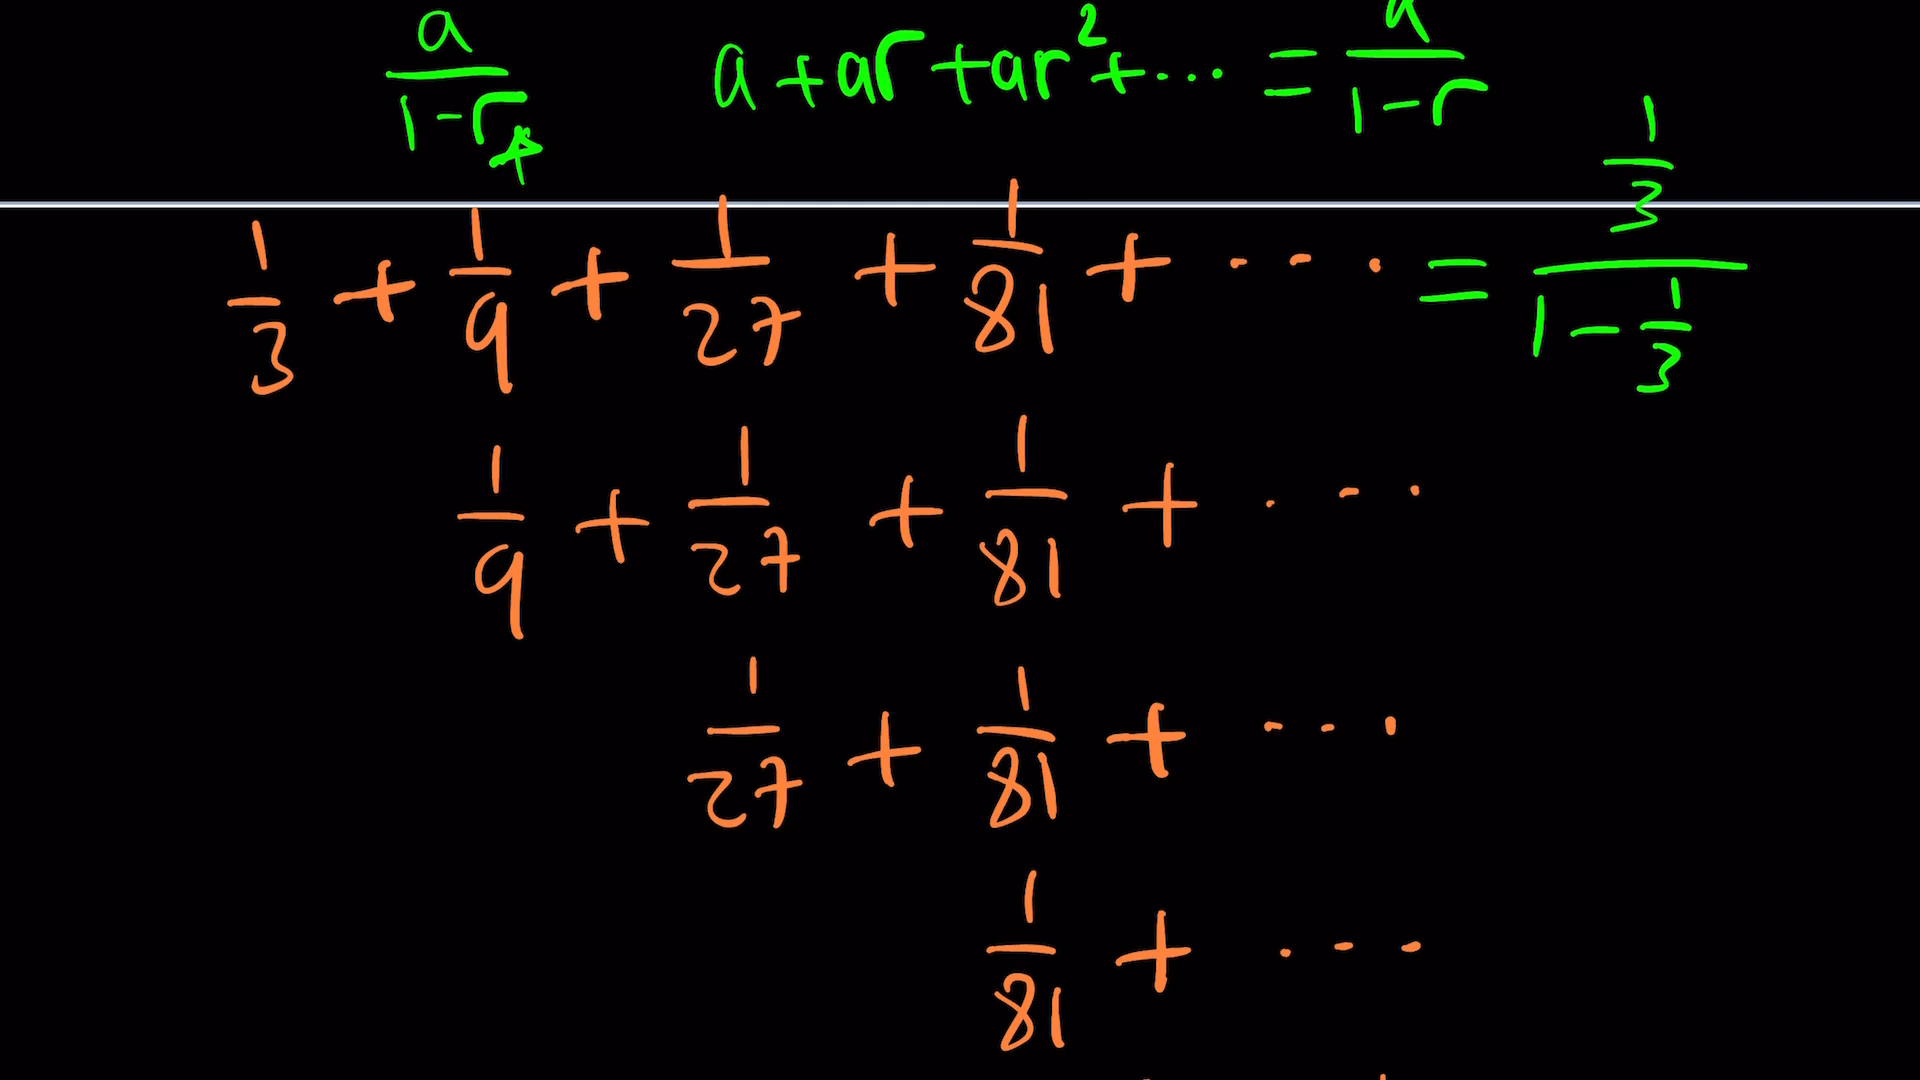 a/(1-r) a+ar+ar²+... = a/(1-r)
1/3 + 1/9 + 1/27 + 1/81 + .... = (1/3)/(1 - 1/3)
1/9 + 1/27 + 1/81 + ...
1/27 + 1/81 + ...
1/81 + ...